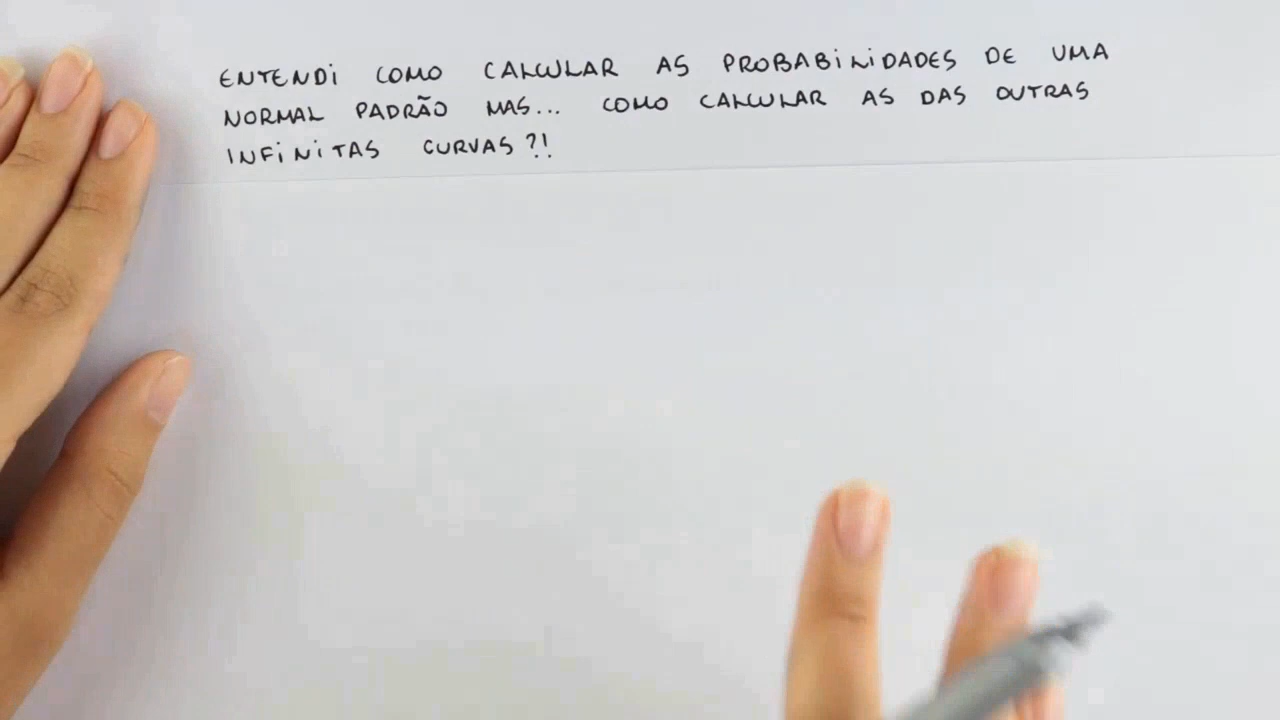 ENTENDI COMO CALCULAR AS PROBABILIDADES DE UMA
NORMAL PADRÃO MAS... COMO CALCULAR AS DAS OUTRAS
INFINITAS CURVAS?!